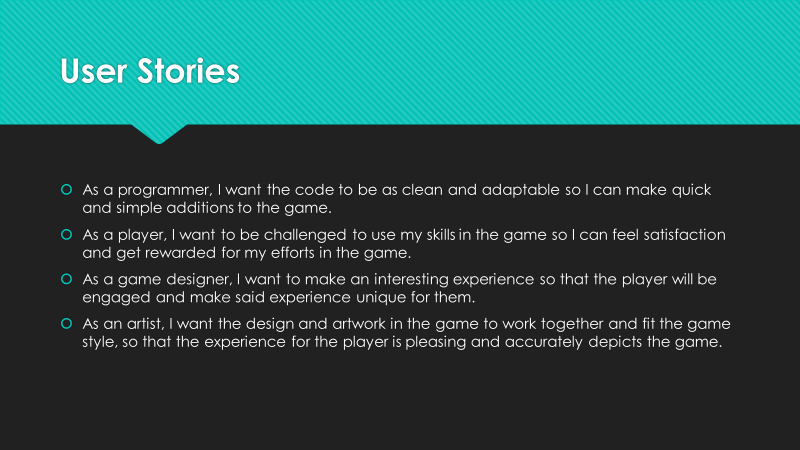 User Stories
As a programmer, I want the code to be as clean and adaptable so I can make quick
and simple additions to the game.
As a player, I want to be challenged to use my skills in the game so I can feel satisfaction
and get rewarded for my efforts in the game.
As a game designer, I want to make an interesting experience so that the player will be
engaged and make said experience unique for them.
As an artist, I want the design and artwork in the game to work together and fit the game
style, so that the experience for the player is pleasing and accurately depicts the game.